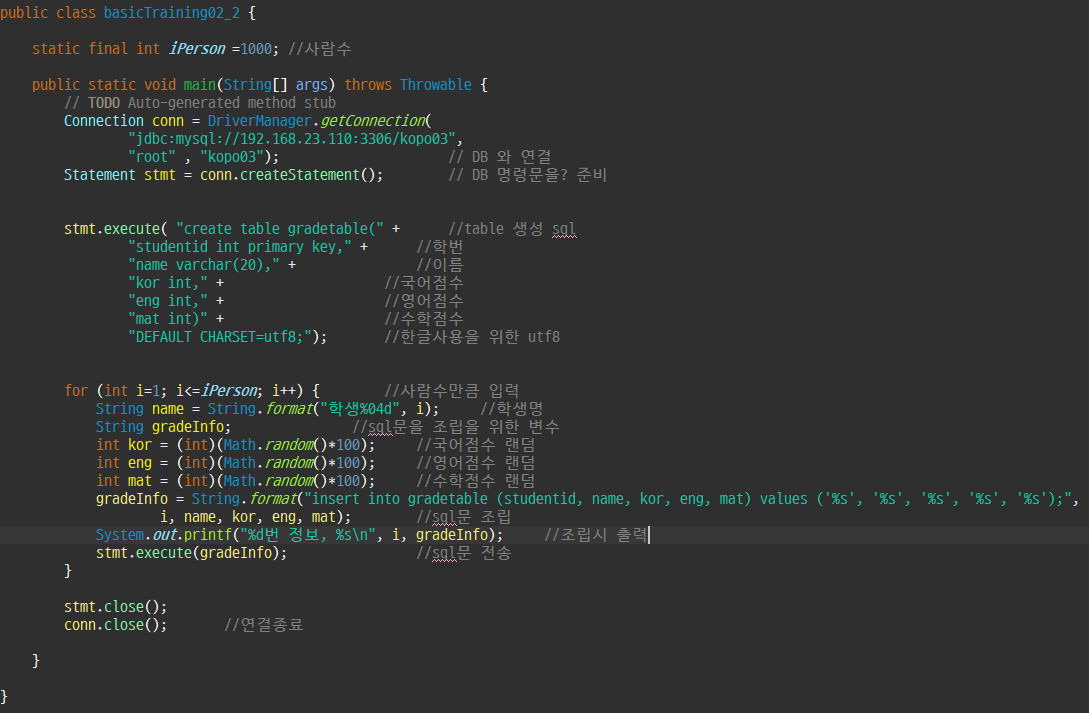 public class basicTraining02_2 {
static final int iPerson =1000; //사람수
public static void main(String[] args) throws Throwable {
// TODO Auto-generated method stub
Connection conn = DriverManager.getConnection(
"jdbc:mysql://192.168.23.110:3306/kopo03",
"root" , "kopo03"); // DB 와 연결
Statement stmt = conn.createStatement(); // DB 명령문을? 준비
stmt.execute( "create table gradetable(" + //table 생성 sql
"studentid int primary key," + //학번
"name varchar(20)," + //이름
"kor int," + //국어점수
"eng int," + //영어점수
"mat int)" + //수학점수
"DEFAULT CHARSET=utf8;"); //한글사용을 위한 utf8
for (int i=1; i<=iPerson; i++) { //사람수만큼 입력
String name = String.format("학생%04d", i); //학생명
String gradeInfo; //sql문을 조립을 위한 변수
int kor = (int)(Math.random()*100); //국어점수 랜덤
int eng = (int)(Math.random()*100); //영어점수 랜덤
int mat = (int)(Math.random()*100); //수학점수 랜덤
gradeInfo = String.format("insert into gradetable (studentid, name, kor, eng, mat) values ('%s', '%s', '%s', '%s', '%s');",
i, name, kor, eng, mat); //sql문 조립
System.out.printf("%d번 정보, %s\n", i, gradeInfo); //조립시 출력
stmt.execute(gradeInfo); //sql문 전송
}
stmt.close();
conn.close(); //연결종료
}
}